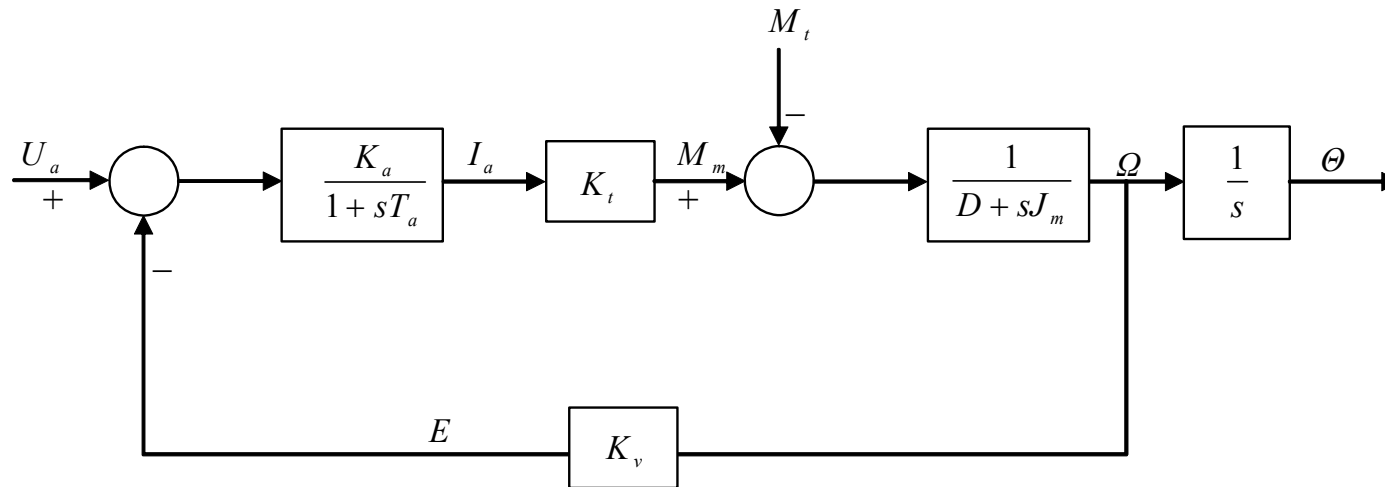 M_t
−
U_a
+
K_a
1 + sT_a
I_a
K_t
M_m
+
1
D + sJ_m
Ω
1
s
Θ
−
E
K_v